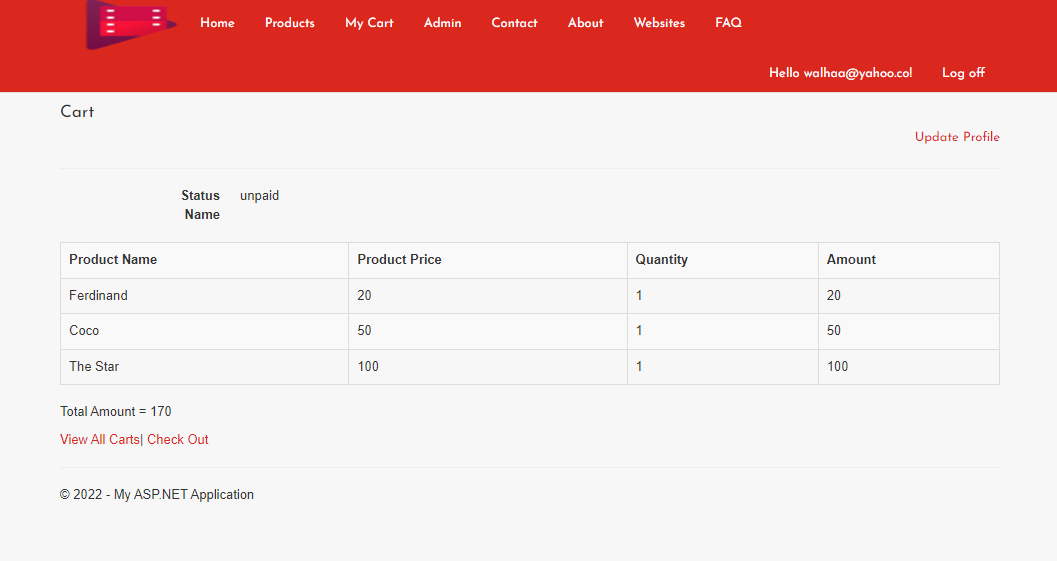 Home Products My Cart Admin Contact About Websites FAQ
Hello walhaa@yahoo.col Log off
Cart
Update Profile
Status Name unpaid
Product Name Product Price Quantity Amount
Ferdinand 20 1 20
Coco 50 1 50
The Star 100 1 100
Total Amount = 170
View All Carts| Check Out
© 2022 - My ASP.NET Application